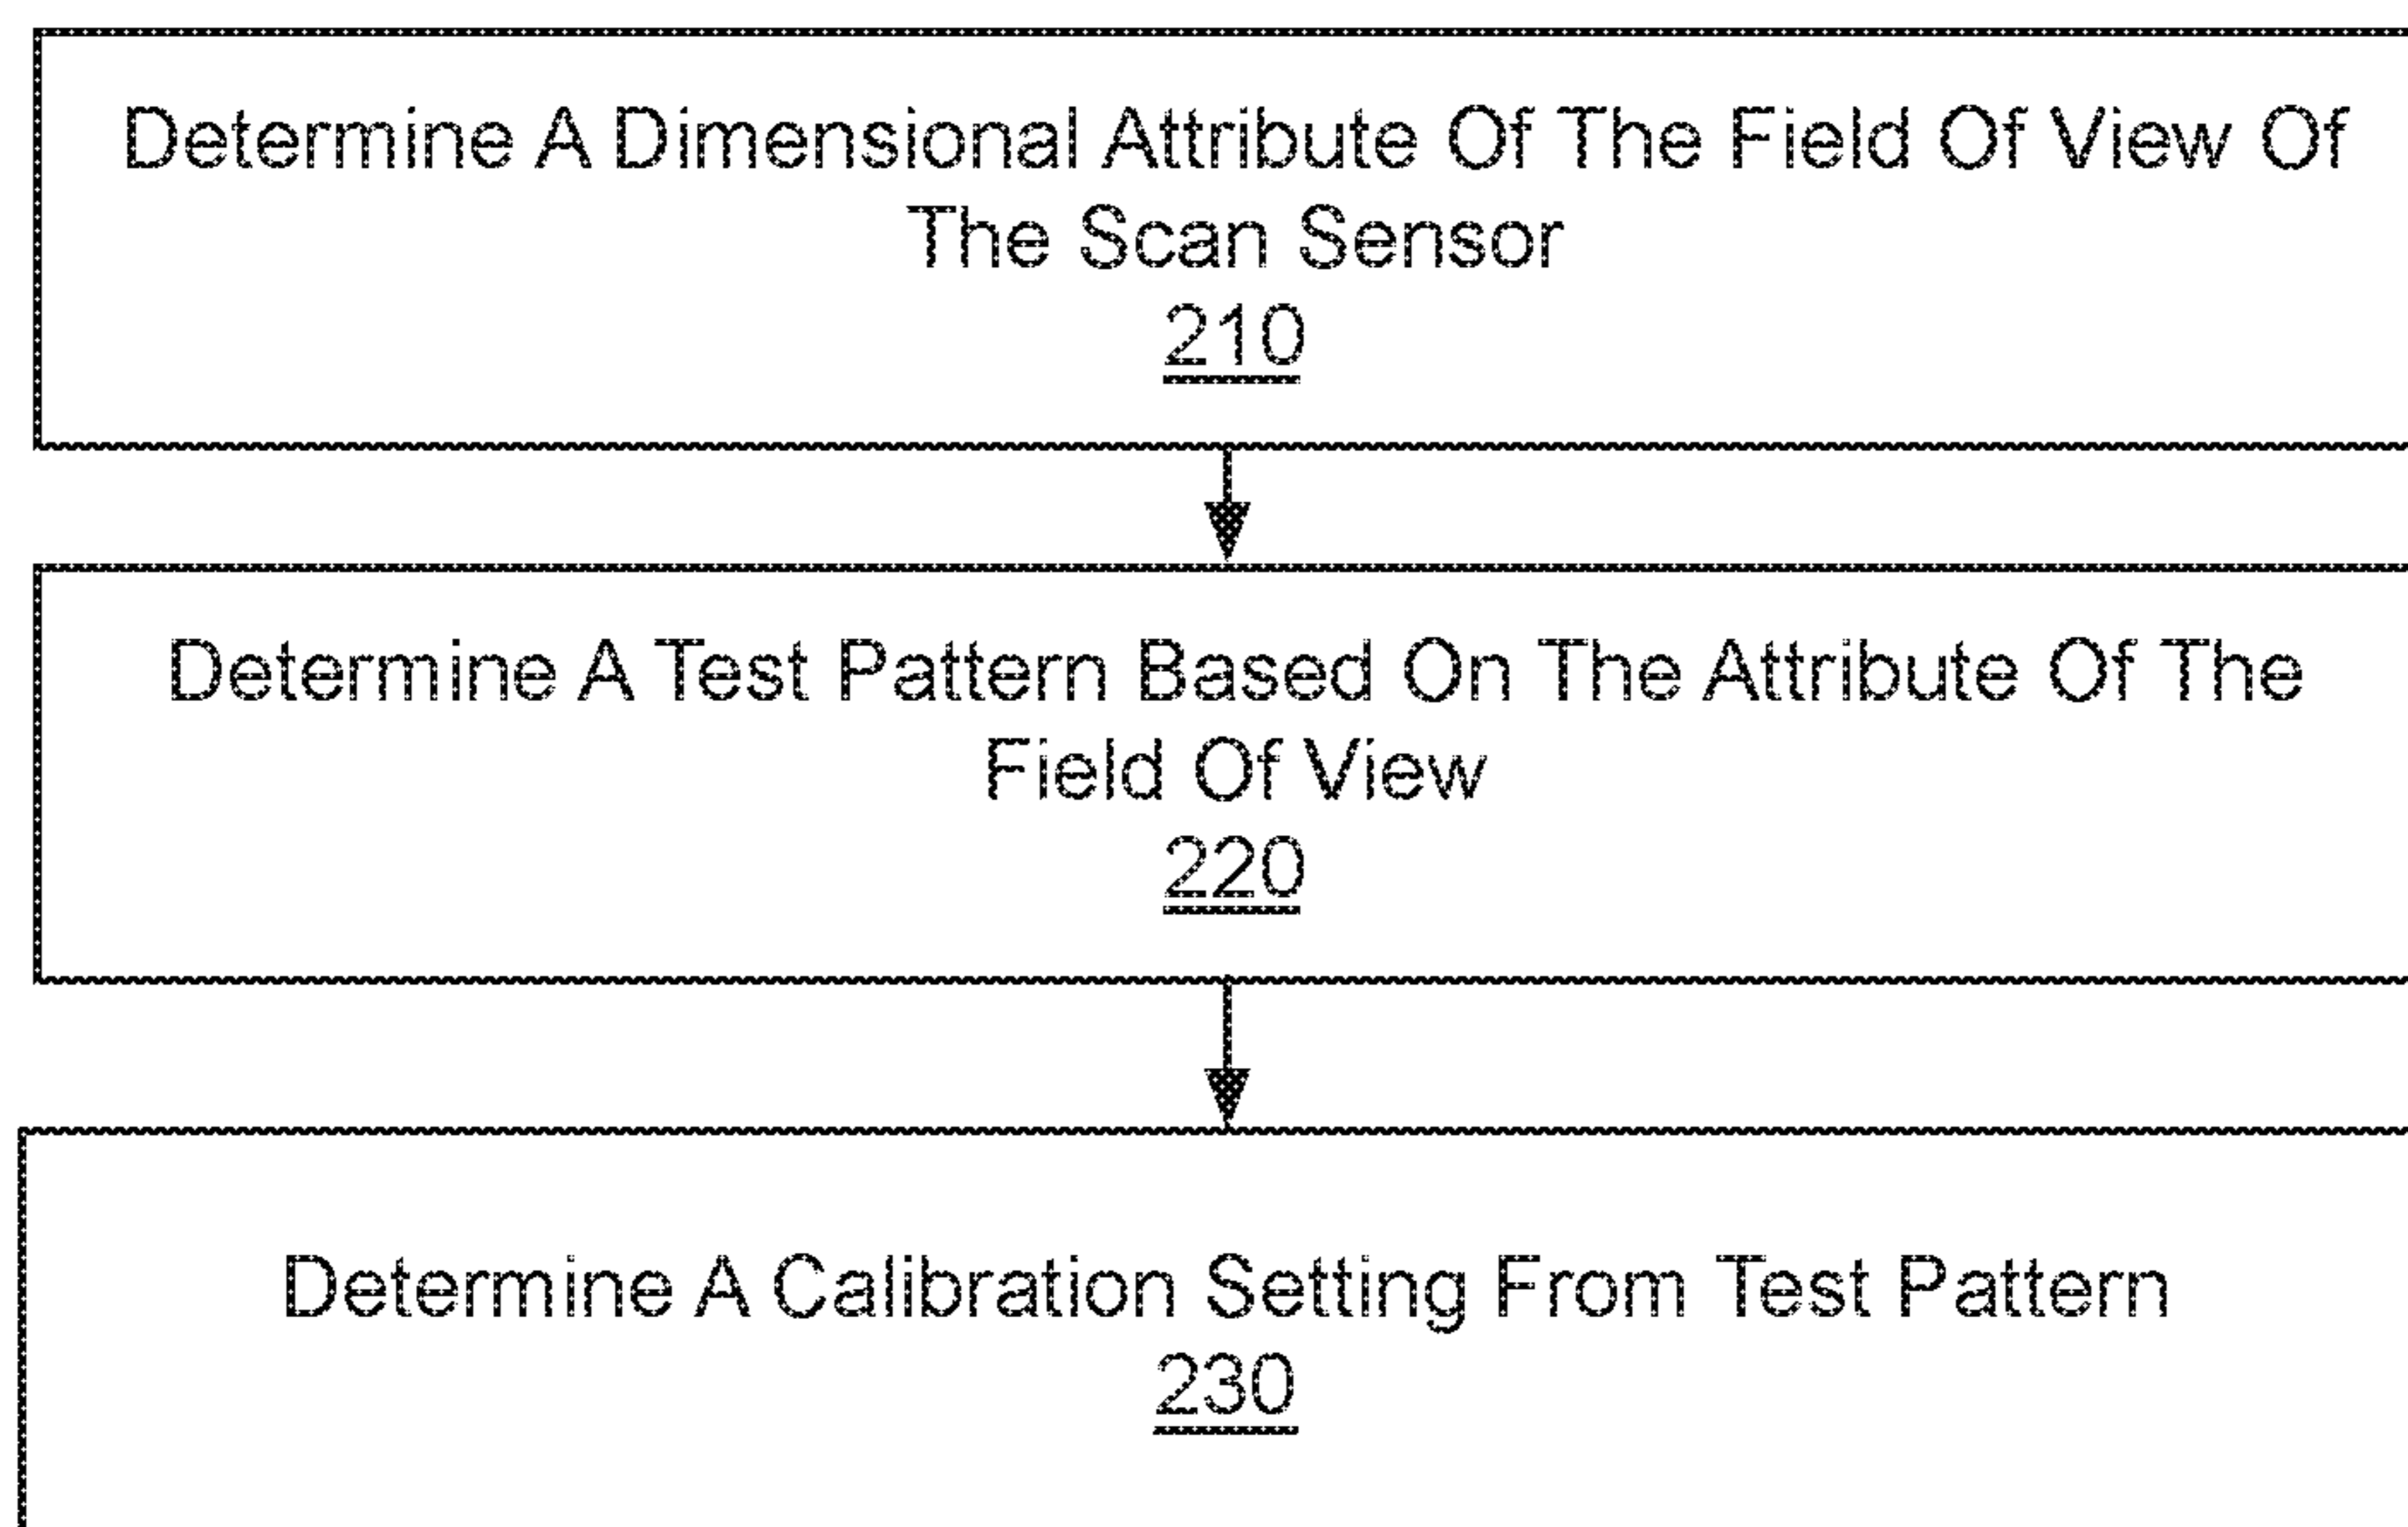 Determine A Dimensional Attribute Of The Field Of View Of
The Scan Sensor
210
Determine A Test Pattern Based On The Attribute Of The
Field Of View
220
Determine A Calibration Setting From Test Pattern
230